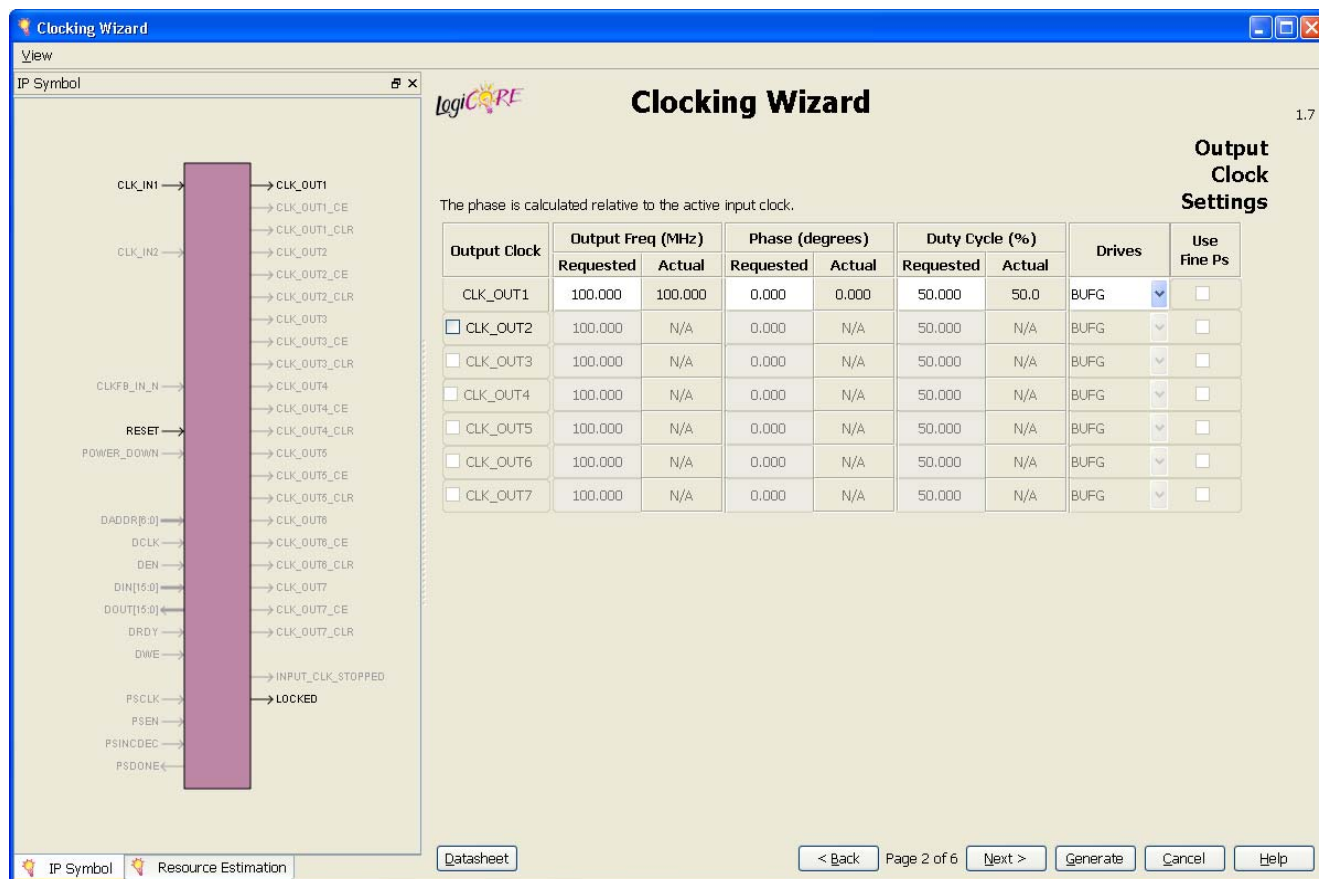 Clocking Wizard
View
IP Symbol
CLK_IN1
CLK_IN2
CLKFB_IN_N
RESET
POWER_DOWN
DADDR[6:0]
DCLK
DEN
DIN[15:0]
DOUT[15:0]
DRDY
DWE
PSCLK
PSEN
PSINCDEC
PSDONE
CLK_OUT1
CLK_OUT1_CE
CLK_OUT1_CLR
CLK_OUT2
CLK_OUT2_CE
CLK_OUT2_CLR
CLK_OUT3
CLK_OUT3_CE
CLK_OUT3_CLR
CLK_OUT4
CLK_OUT4_CE
CLK_OUT4_CLR
CLK_OUT5
CLK_OUT5_CE
CLK_OUT5_CLR
CLK_OUT6
CLK_OUT6_CE
CLK_OUT6_CLR
CLK_OUT7
CLK_OUT7_CE
CLK_OUT7_CLR
INPUT_CLK_STOPPED
LOCKED
IP Symbol Resource Estimation
LogiCORE
Clocking Wizard
1.7
Output
Clock
Settings
The phase is calculated relative to the active input clock.
Output Clock Output Freq (MHz) Phase (degrees) Duty Cycle (%) Drives Use Fine Ps
Requested Actual Requested Actual Requested Actual
CLK_OUT1 100.000 100.000 0.000 0.000 50.000 50.0 BUFG
CLK_OUT2 100.000 N/A 0.000 N/A 50.000 N/A BUFG
CLK_OUT3 100.000 N/A 0.000 N/A 50.000 N/A BUFG
CLK_OUT4 100.000 N/A 0.000 N/A 50.000 N/A BUFG
CLK_OUT5 100.000 N/A 0.000 N/A 50.000 N/A BUFG
CLK_OUT6 100.000 N/A 0.000 N/A 50.000 N/A BUFG
CLK_OUT7 100.000 N/A 0.000 N/A 50.000 N/A BUFG
Datasheet < Back Page 2 of 6 Next > Generate Cancel Help